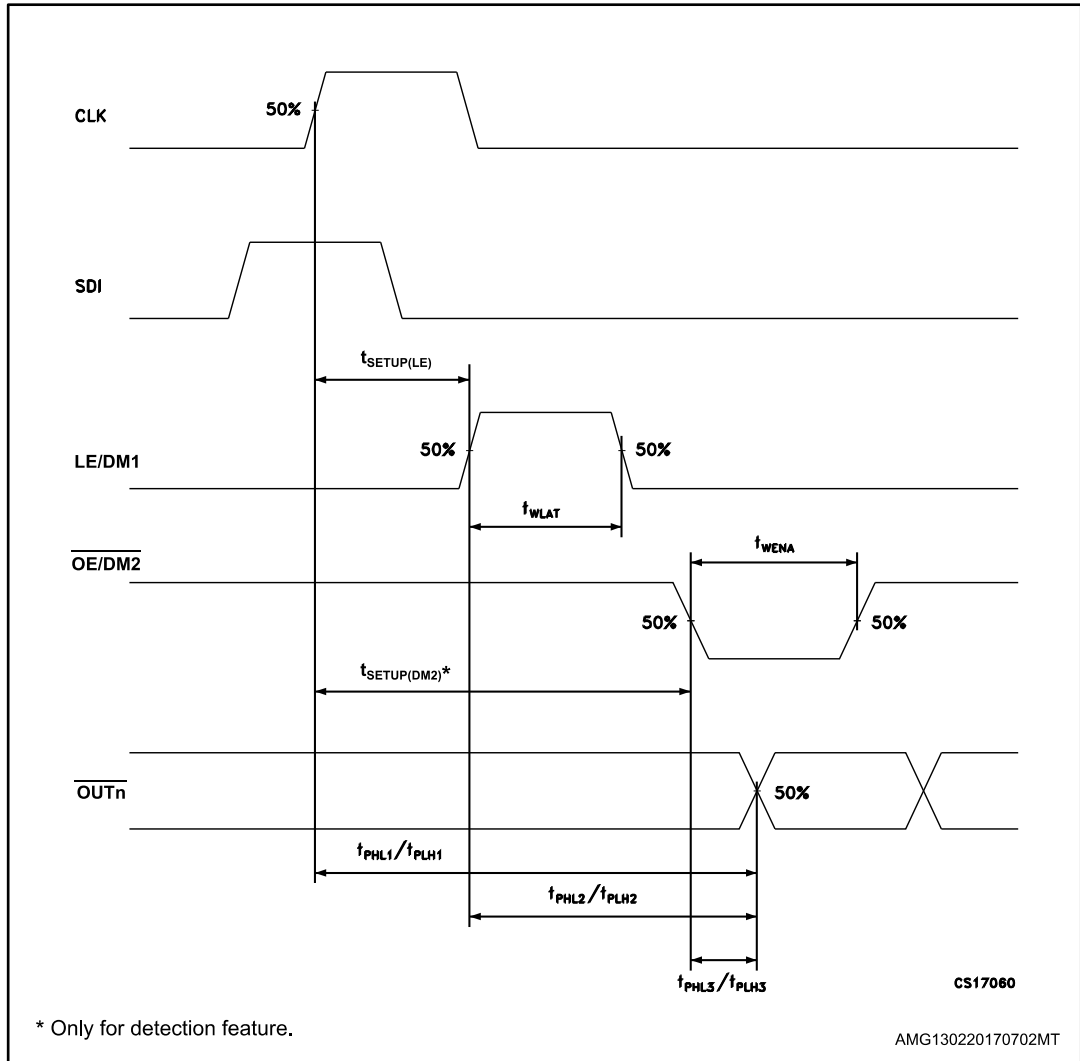 CLK
50%
SDI
tSETUP(LE)
LE/DM1
50%
50%
tWLAT
OE/DM2
tWENA
50%
50%
tSETUP(DM2)*
OUTn
50%
tPHL1/tPLH1
tPHL2/tPLH2
tPHL3/tPLH3
CS17060
* Only for detection feature.
AMG130220170702MT